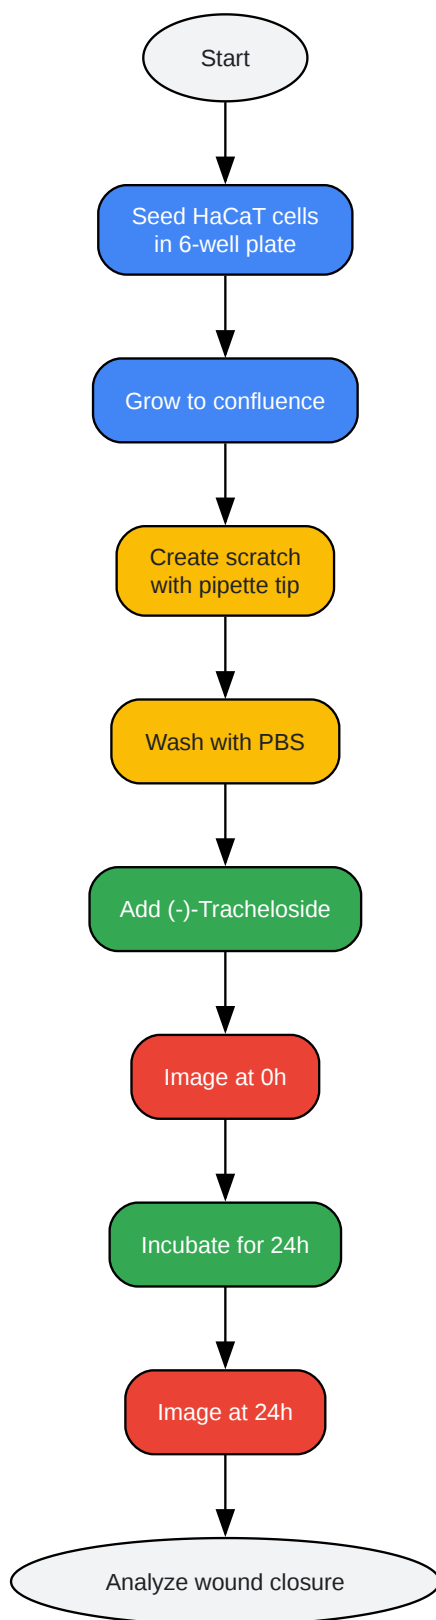 Start
Seed HaCaT cells
in 6-well plate
Grow to confluence
Create scratch
with pipette tip
Wash with PBS
Add (-)-Tracheloside
Image at 0h
Incubate for 24h
Image at 24h
Analyze wound closure